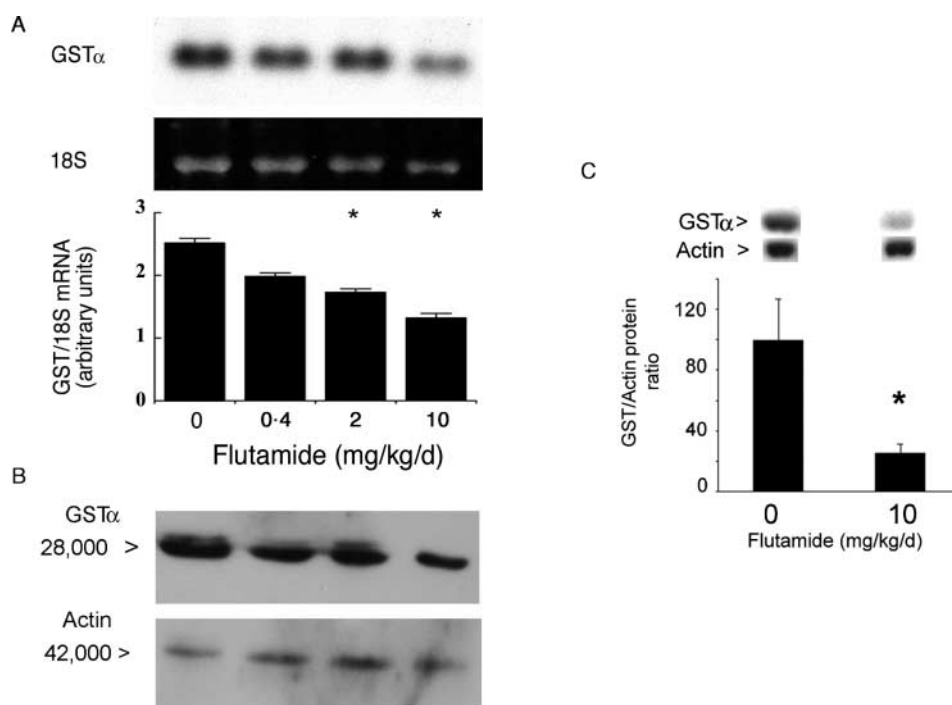 A
GSTα
18S
* *
3
2
1
0
GST/18S mRNA
(arbitrary units)
0 0·4 2 10
Flutamide (mg/kg/d)
B
GSTα
28,000 >
Actin
42,000 >
C
GSTα >
Actin >
120
80
40
0
GST/Actin protein
ratio
*
0 10
Flutamide (mg/kg/d)